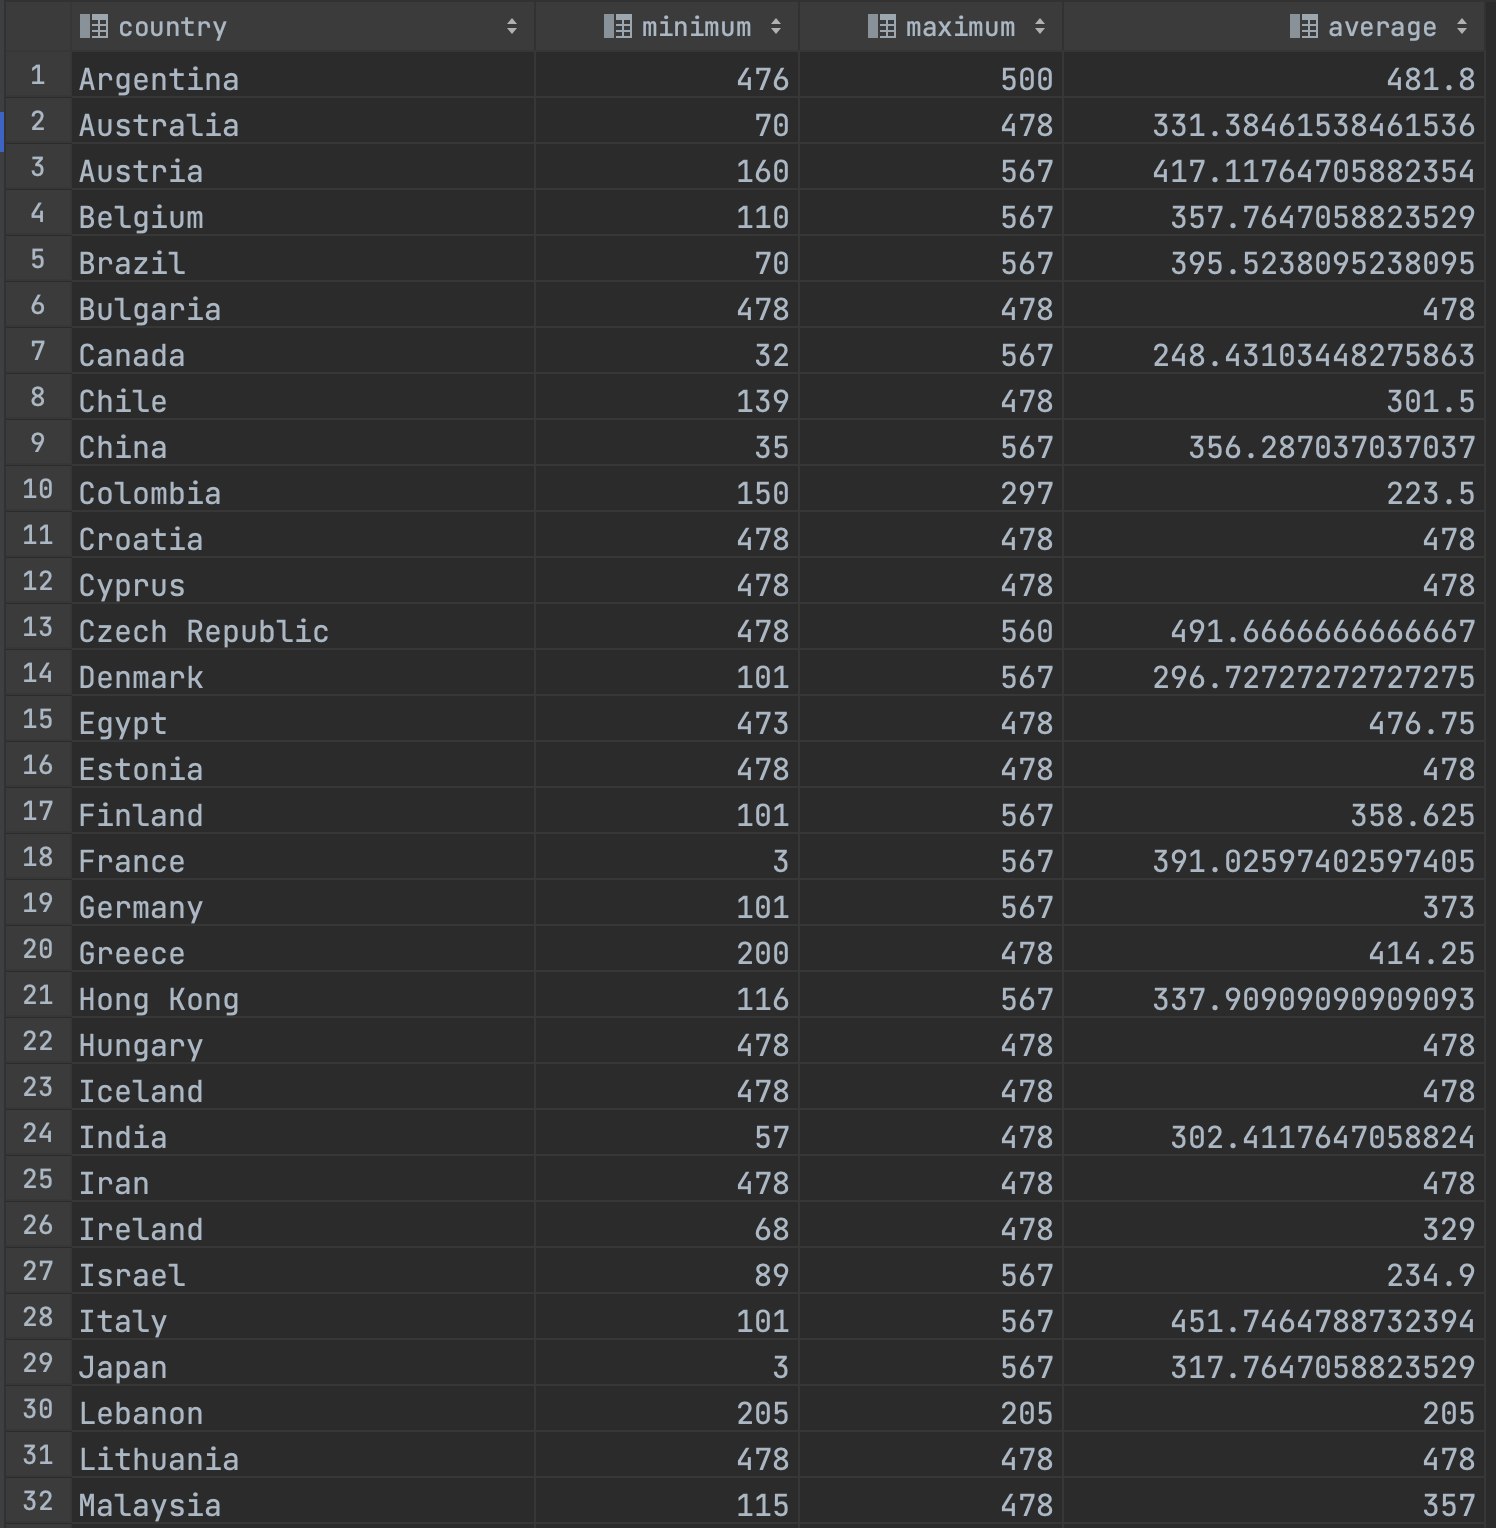 country minimum maximum average
1 Argentina 476 500 481.8
2 Australia 70 478 331.38461538461536
3 Austria 160 567 417.11764705882354
4 Belgium 110 567 357.7647058823529
5 Brazil 70 567 395.5238095238095
6 Bulgaria 478 478 478
7 Canada 32 567 248.43103448275863
8 Chile 139 478 301.5
9 China 35 567 356.287037037037
10 Colombia 150 297 223.5
11 Croatia 478 478 478
12 Cyprus 478 478 478
13 Czech Republic 478 560 491.6666666666667
14 Denmark 101 567 296.72727272727275
15 Egypt 473 478 476.75
16 Estonia 478 478 478
17 Finland 101 567 358.625
18 France 3 567 391.02597402597405
19 Germany 101 567 373
20 Greece 200 478 414.25
21 Hong Kong 116 567 337.90909090909093
22 Hungary 478 478 478
23 Iceland 478 478 478
24 India 57 478 302.4117647058824
25 Iran 478 478 478
26 Ireland 68 478 329
27 Israel 89 567 234.9
28 Italy 101 567 451.7464788732394
29 Japan 3 567 317.7647058823529
30 Lebanon 205 205 205
31 Lithuania 478 478 478
32 Malaysia 115 478 357